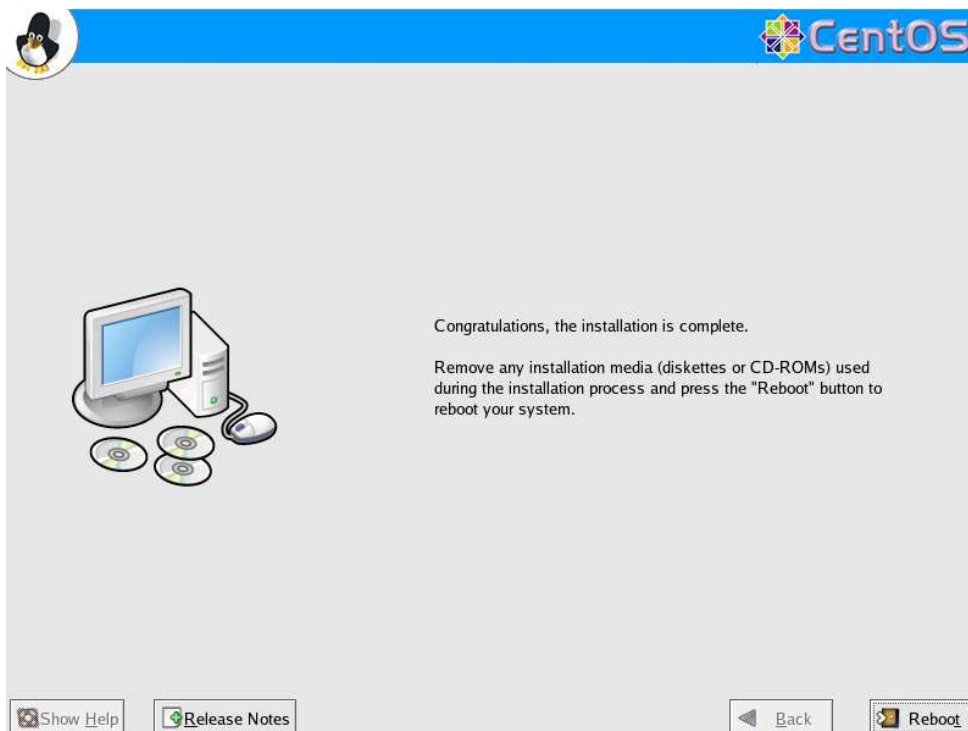 CentOS
Congratulations, the installation is complete.
Remove any installation media (diskettes or CD-ROMs) used
during the installation process and press the "Reboot" button to
reboot your system.
Show Help
Release Notes
Back
Reboot